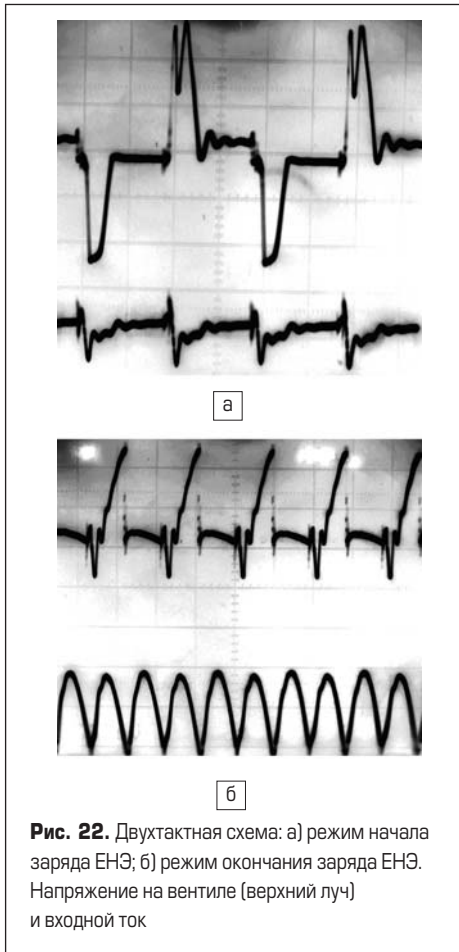 а
б
Рис. 22. Двухтактная схема: а) режим начала
заряда ЕНЭ; б) режим окончания заряда ЕНЭ.
Напряжение на вентиле (верхний луч)
и входной ток